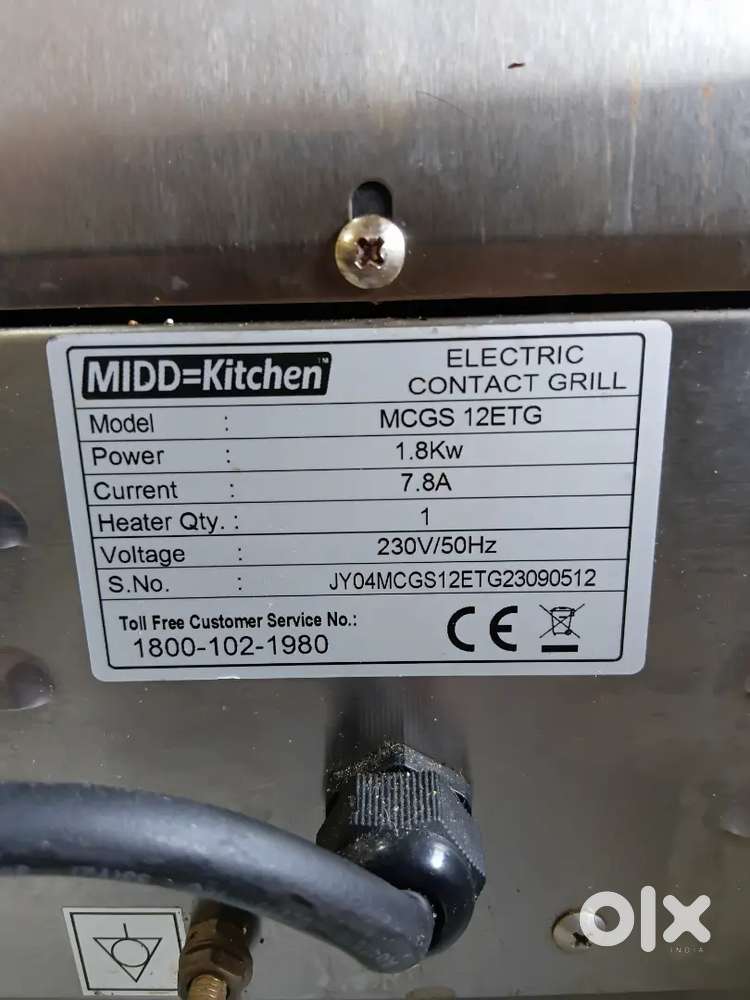 MIDD=Kitchen™
ELECTRIC
CONTACT GRILL
Model : MCGS 12ETG
Power : 1.8Kw
Current : 7.8A
Heater Qty. : 1
Voltage : 230V/50Hz
S.No. : JY04MCGS12ETG23090512
Toll Free Customer Service No.:
1800-102-1980
CE
olx
INDIA